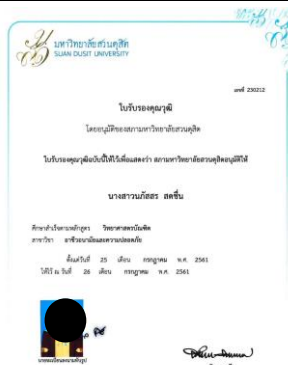 มหาวิทยาลัยสวนดุสิต
SUAN DUSIT UNIVERSITY
เลขที่ 230212
ใบรับรองคุณวุฒิ
โดยอนุมัติของสภามหาวิทยาลัยสวนดุสิต
ใบรับรองคุณวุฒิฉบับนี้ให้ไว้เพื่อแสดงว่า สภามหาวิทยาลัยสวนดุสิตอนุมัติให้
นางสาวนภัสสร สดชื่น
ศึกษาสำเร็จตามหลักสูตร วิทยาศาสตรบัณฑิต
สาขาวิชา อาชีวอนามัยและความปลอดภัย
ตั้งแต่วันที่ 25 เดือน กรกฎาคม พ.ศ. 2561
ให้ไว้ ณ วันที่ 26 เดือน กรกฎาคม พ.ศ. 2561